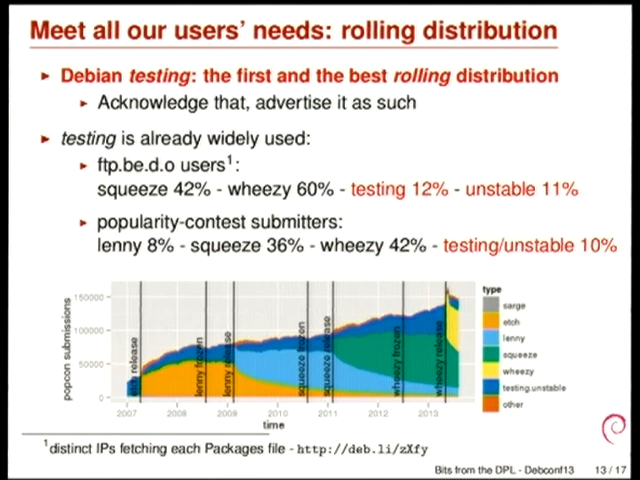 Meet all our users' needs: rolling distribution
Debian testing: the first and the best rolling distribution
Acknowledge that, advertise it as such
testing is already widely used:
ftp.be.d.o users1:
squeeze 42% - wheezy 60% - testing 12% - unstable 11%
popularity-contest submitters:
lenny 8% - squeeze 36% - wheezy 42% - testing/unstable 10%
popcon submissions
150000
100000
50000
0
etch release
lenny frozen
lenny release
squeeze frozen
squeeze release
wheezy frozen
wheezy release
2007 2008 2009 2010 2011 2012 2013
time
type
sarge
etch
lenny
squeeze
wheezy
testing.unstable
other
1distinct IPs fetching each Packages file - http://deb.li/zXfy
Bits from the DPL - Debconf13 13 / 17